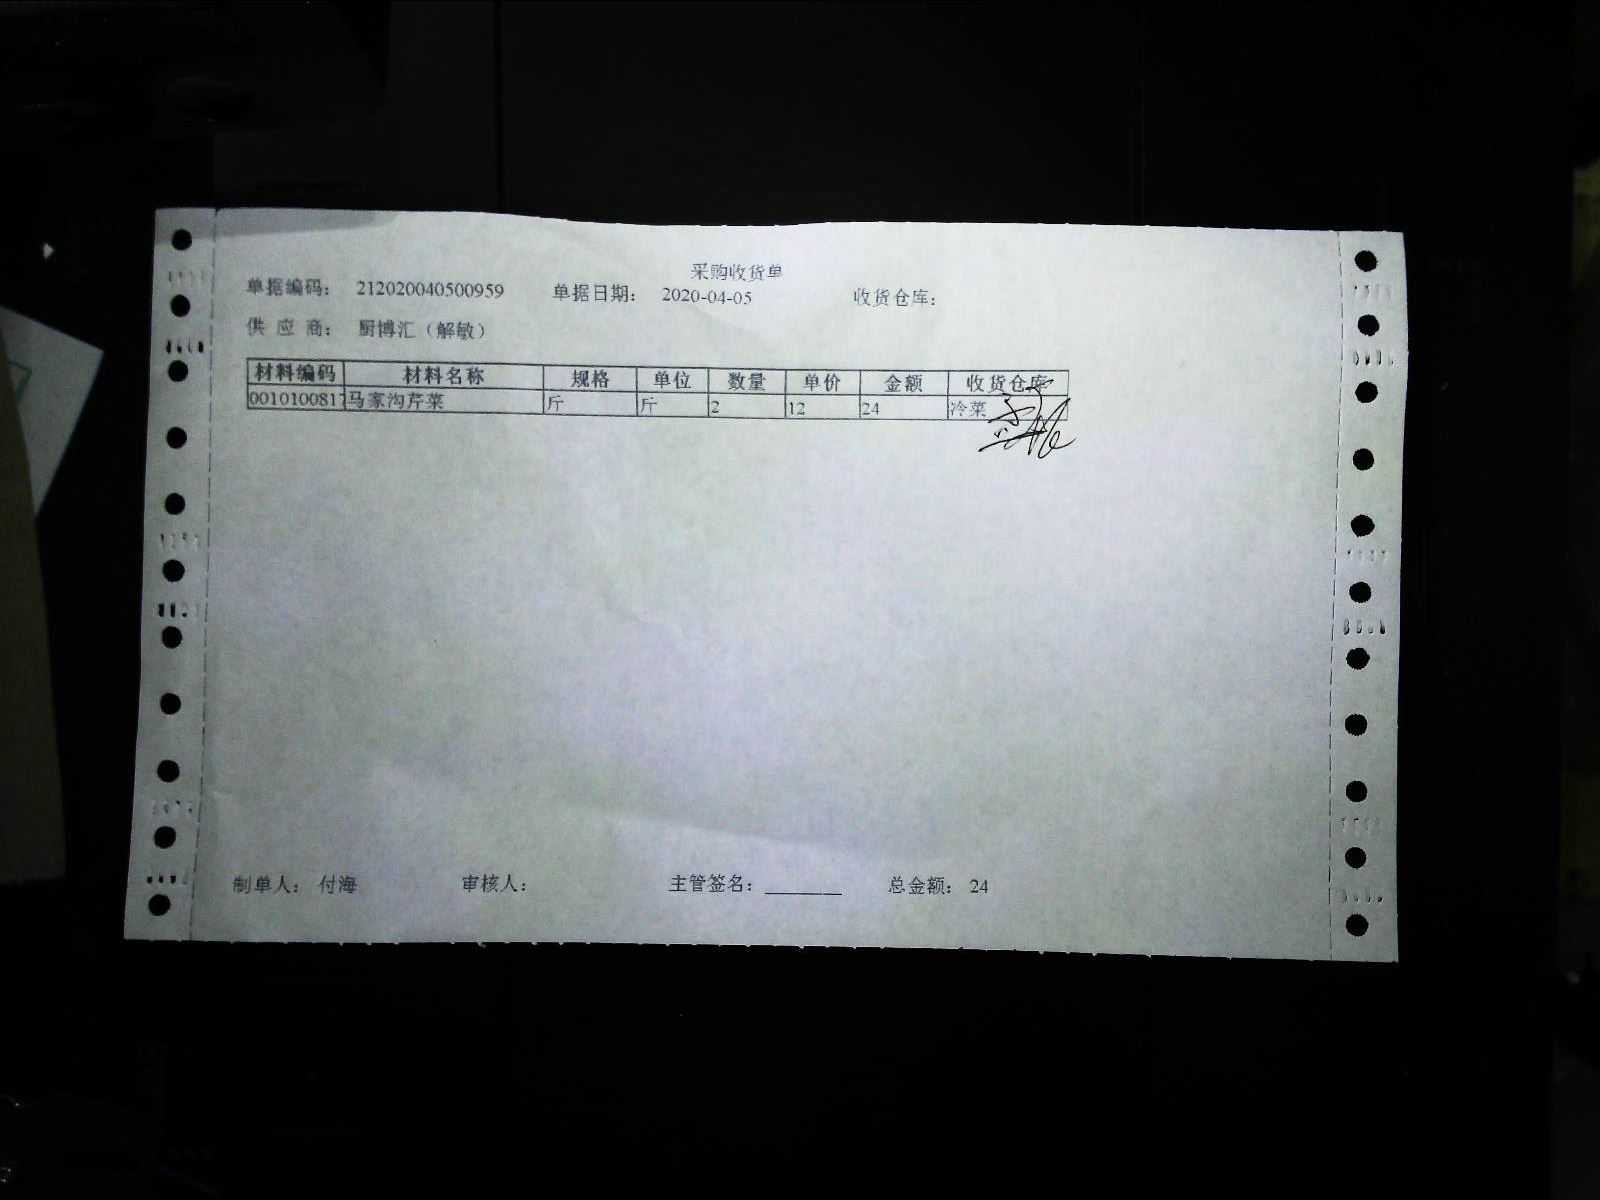 采购收货单
单据编码： 212020040500959 单据日期： 2020-04-05 收货仓库：
供 应 商： 厨博汇（解敏）
材料编码 材料名称 规格 单位 数量 单价 金额 收货仓库
0010100817 马家沟芹菜 斤 斤 2 12 24 冷菜
制单人： 付海 审核人： 主管签名：________ 总金额： 24